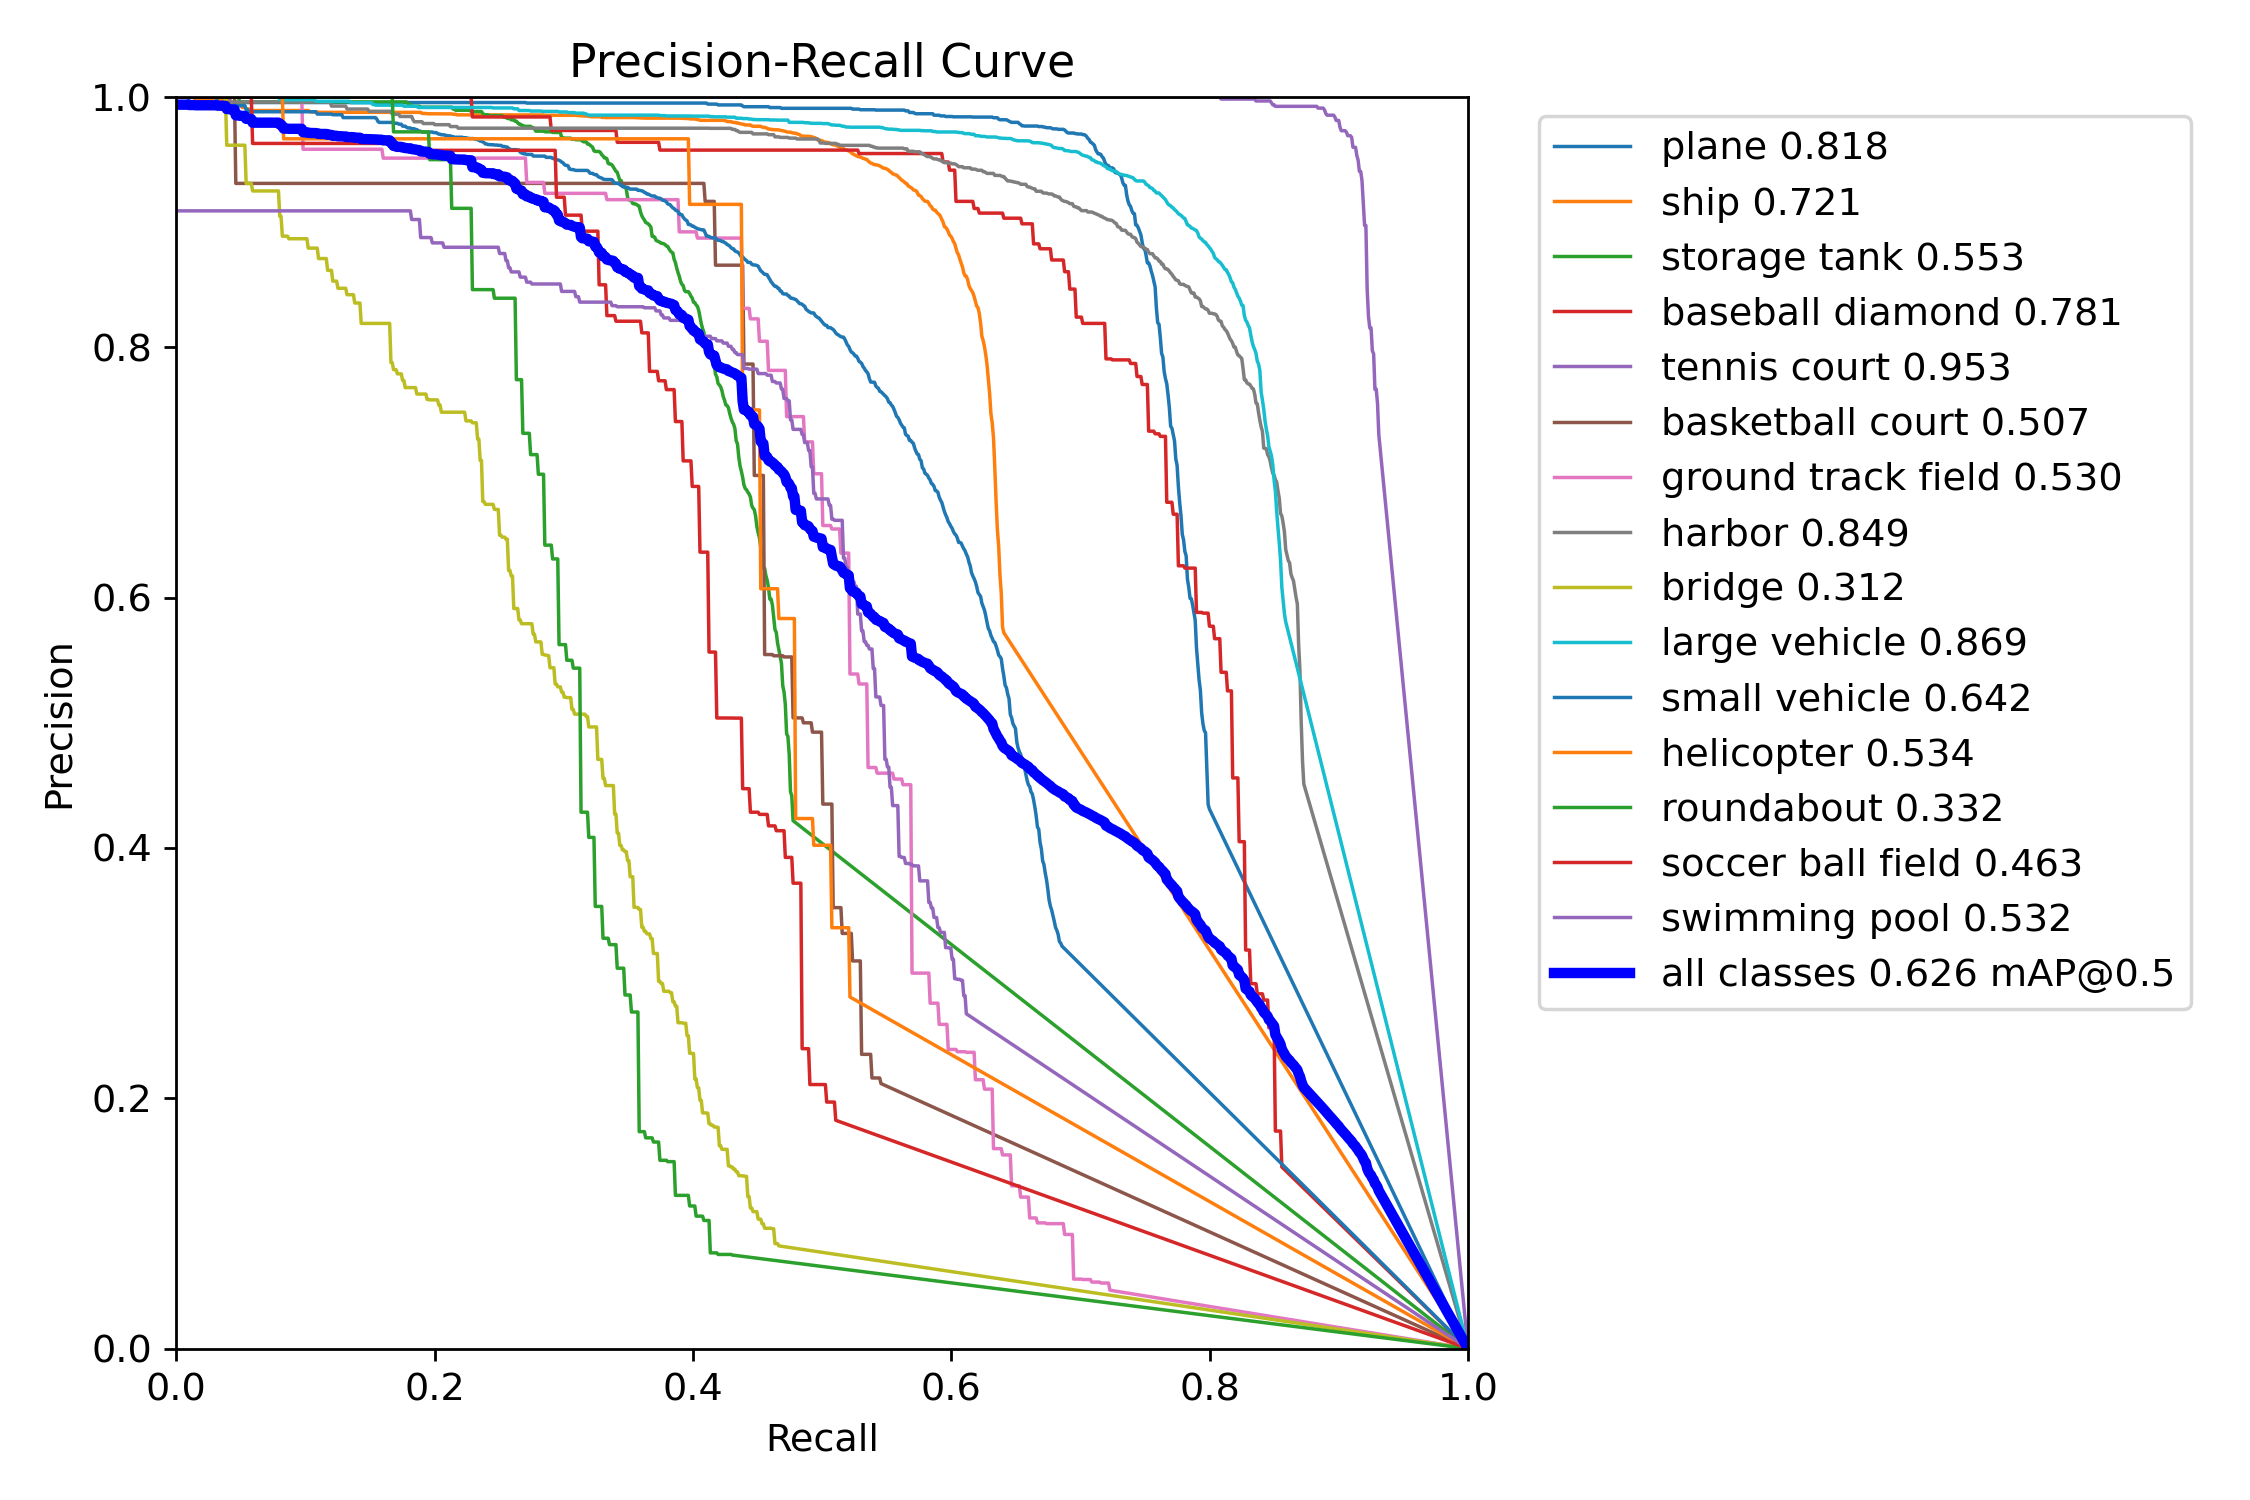 Precision-Recall Curve
1.0
0.8
0.6
0.4
0.2
0.0
Precision
0.0 0.2 0.4 0.6 0.8 1.0
Recall
plane 0.818
ship 0.721
storage tank 0.553
baseball diamond 0.781
tennis court 0.953
basketball court 0.507
ground track field 0.530
harbor 0.849
bridge 0.312
large vehicle 0.869
small vehicle 0.642
helicopter 0.534
roundabout 0.332
soccer ball field 0.463
swimming pool 0.532
all classes 0.626 mAP@0.5